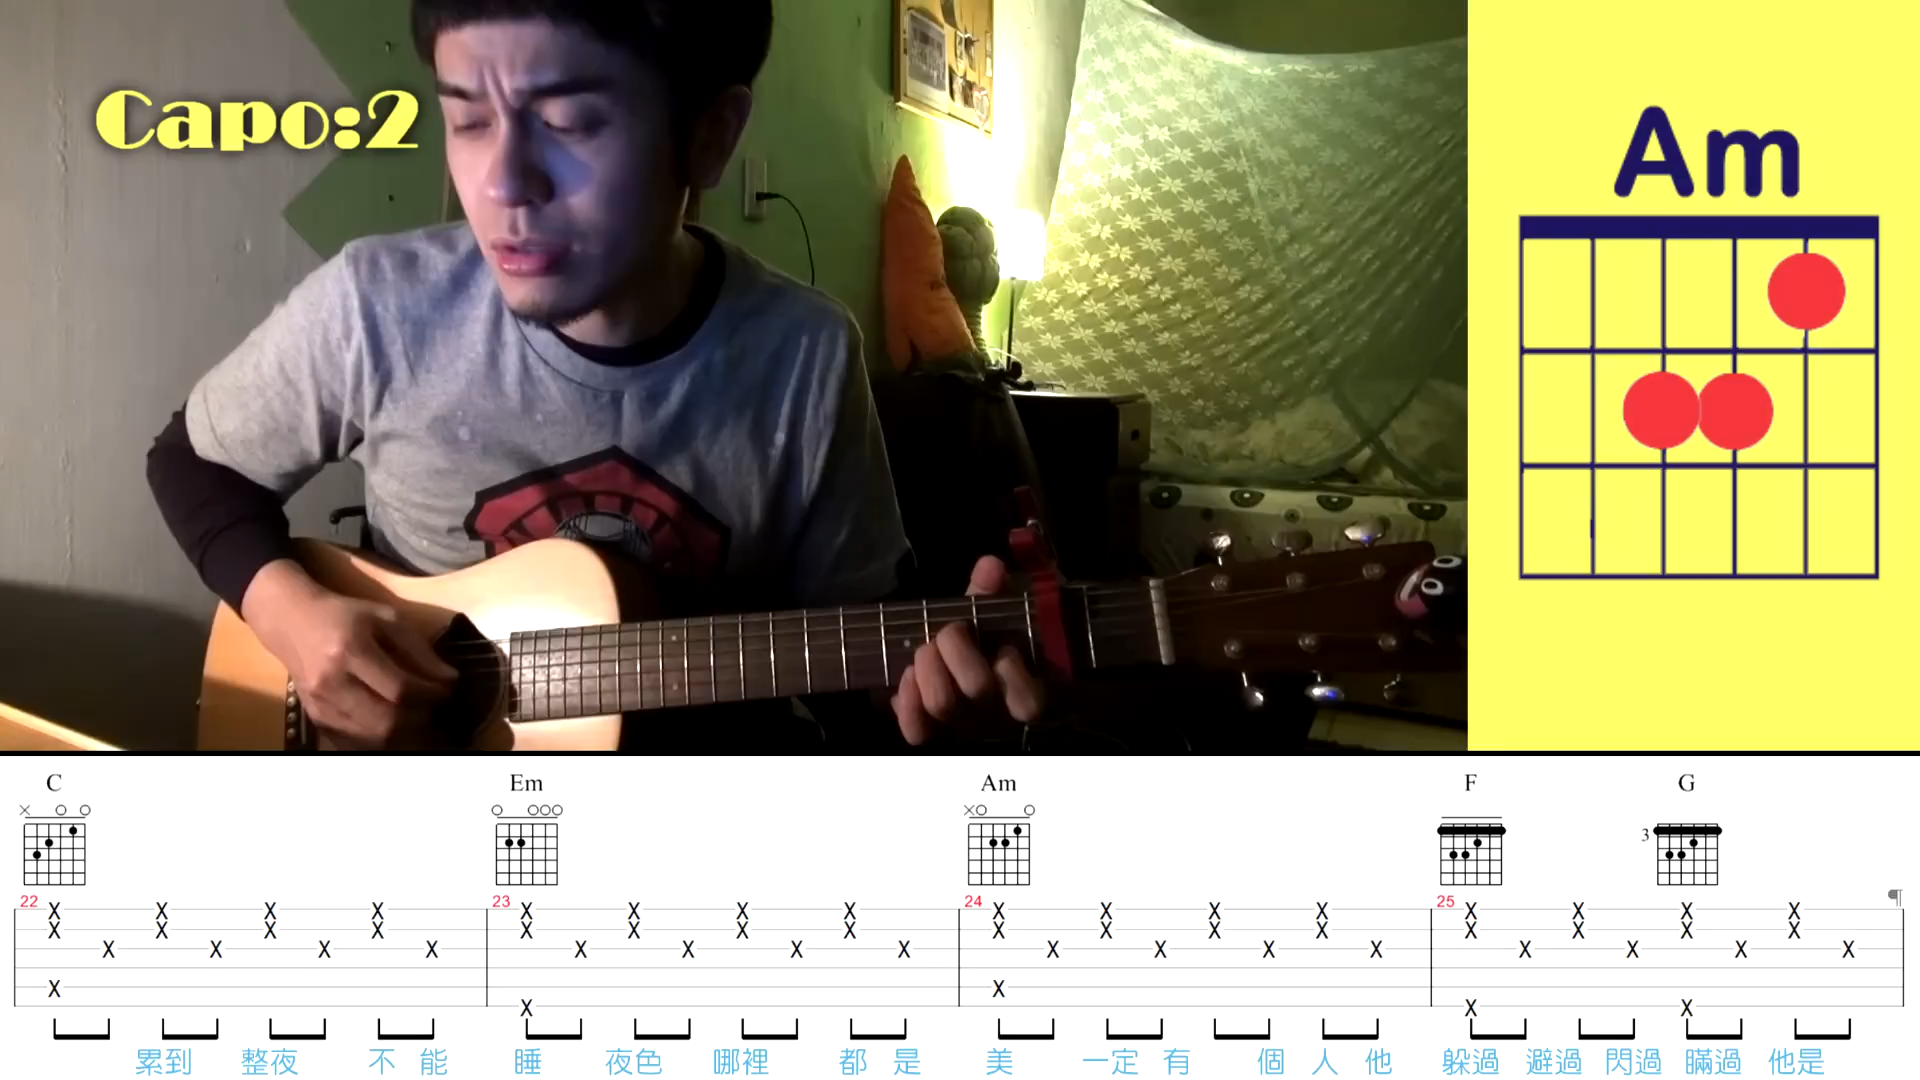 Capo:2
Am
C Em Am F G
3
22 23 24 25
累到 整夜 不 能 睡 夜色 哪裡 都 是 美 一定 有 個 人 他 躲過 避過 閃過 瞞過 他是